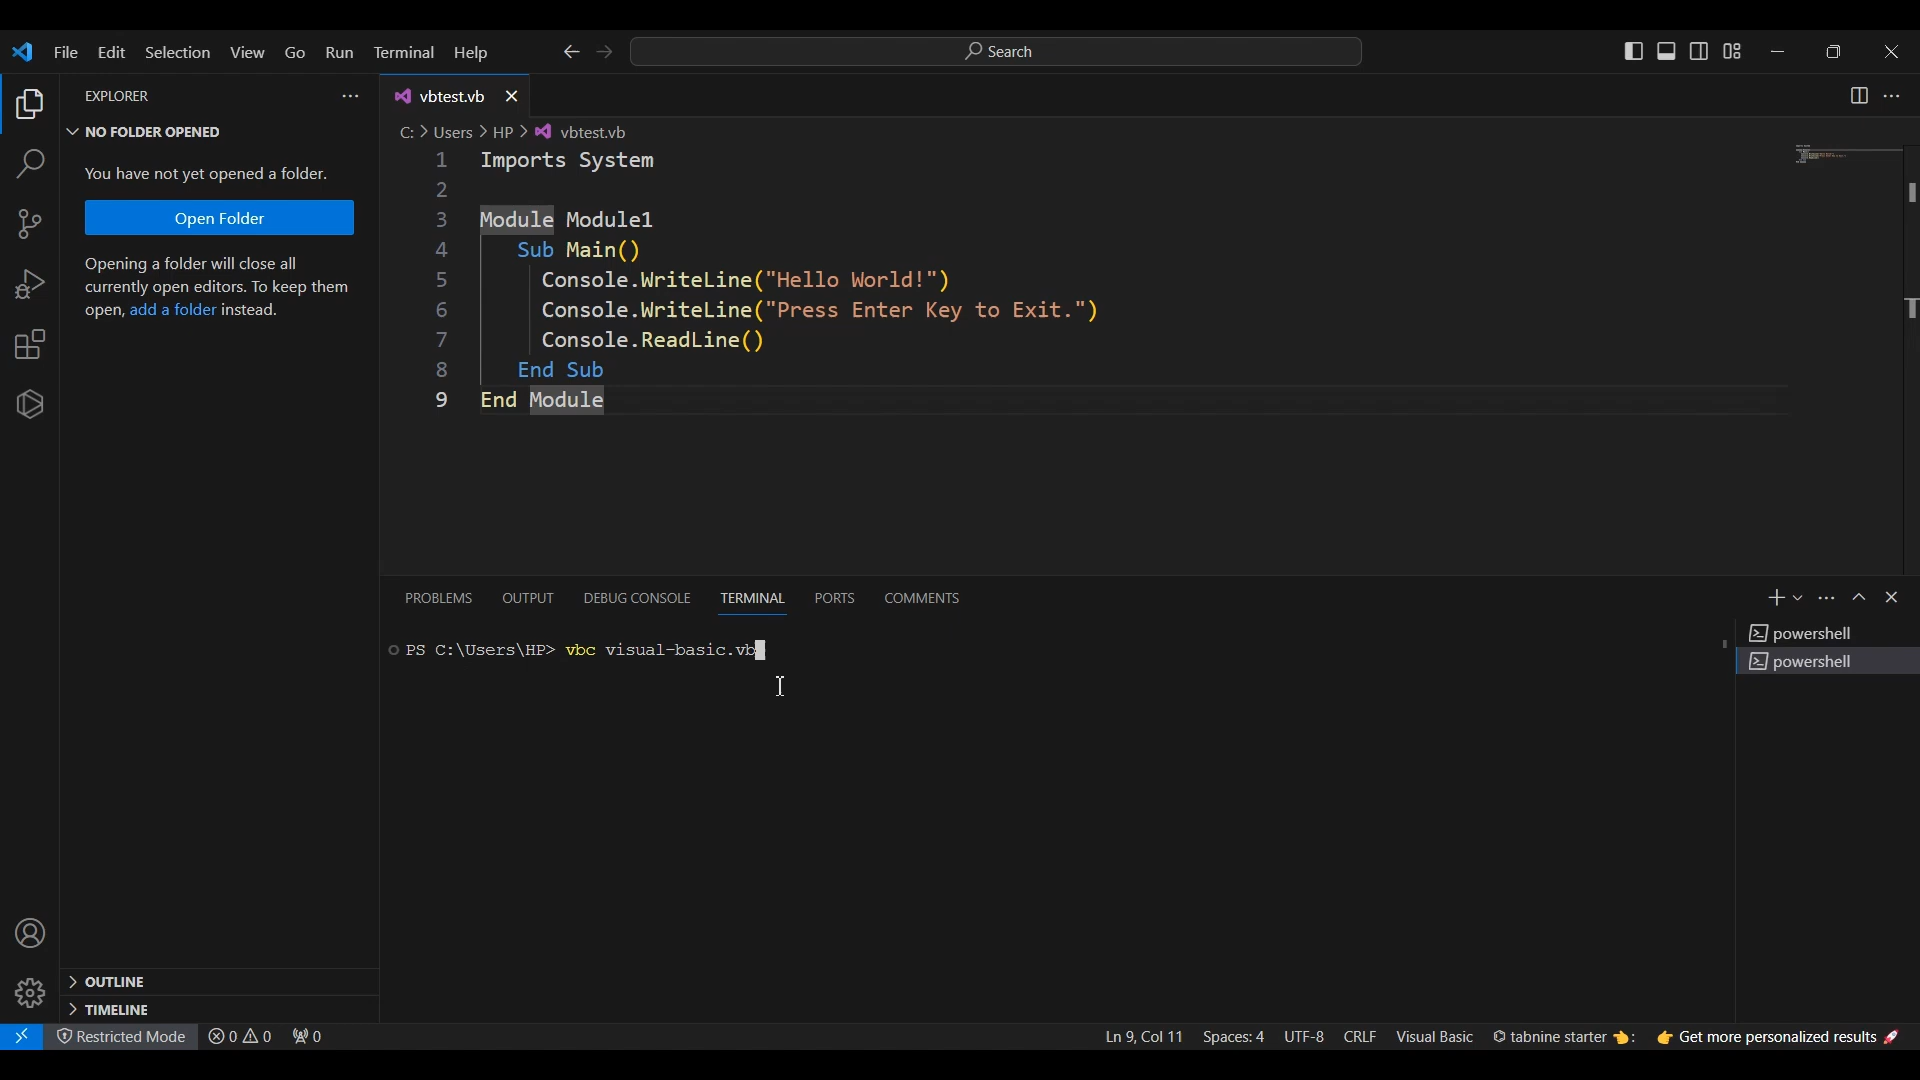 File Edit Selection View Go Run Terminal Help
Search
EXPLORER
NO FOLDER OPENED
You have not yet opened a folder.
Open Folder
Opening a folder will close all
currently open editors. To keep them
open, add a folder instead.
OUTLINE
TIMELINE
vbtest.vb
C: > Users > HP > vbtest.vb
1 Imports System
2
3 Module Module1
4 Sub Main()
5 Console.WriteLine("Hello World!")
6 Console.WriteLine("Press Enter Key to Exit.")
7 Console.ReadLine()
8 End Sub
9 End Module
PROBLEMS OUTPUT DEBUG CONSOLE TERMINAL PORTS COMMENTS
PS C:\Users\HP> vbc visual-basic.vb
powershell
powershell
Restricted Mode 0 0 0 Ln 9, Col 11 Spaces: 4 UTF-8 CRLF Visual Basic tabnine starter 👈: 👉 Get more personalized results 🚀